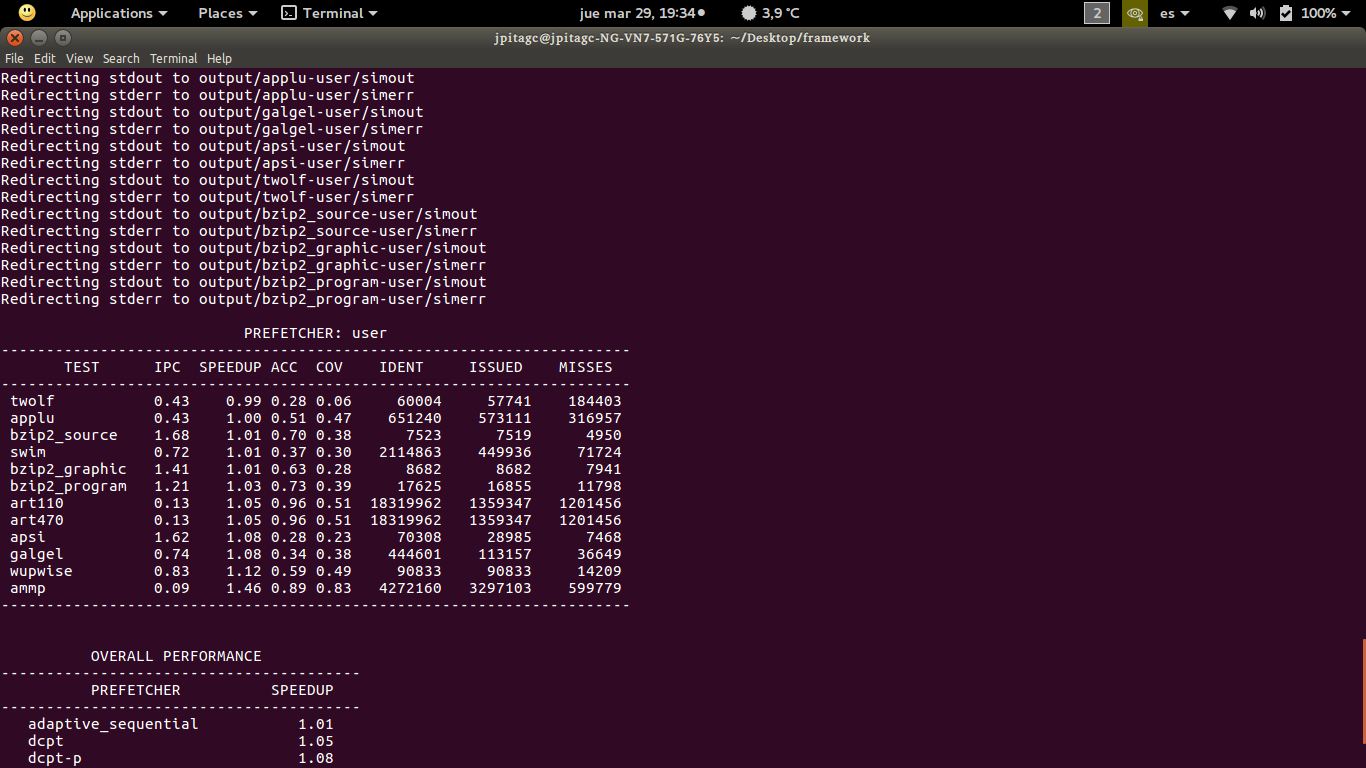 Applications Places Terminal jue mar 29, 19:34 3,9 °C 2 es 100%
jpitagc@jpitagc-NG-VN7-571G-76Y5: ~/Desktop/framework
File Edit View Search Terminal Help
Redirecting stdout to output/applu-user/simout
Redirecting stderr to output/applu-user/simerr
Redirecting stdout to output/galgel-user/simout
Redirecting stderr to output/galgel-user/simerr
Redirecting stdout to output/apsi-user/simout
Redirecting stderr to output/apsi-user/simerr
Redirecting stdout to output/twolf-user/simout
Redirecting stderr to output/twolf-user/simerr
Redirecting stdout to output/bzip2_source-user/simout
Redirecting stderr to output/bzip2_source-user/simerr
Redirecting stdout to output/bzip2_graphic-user/simout
Redirecting stderr to output/bzip2_graphic-user/simerr
Redirecting stdout to output/bzip2_program-user/simout
Redirecting stderr to output/bzip2_program-user/simerr
PREFETCHER: user
----------------------------------------------------------------------
TEST IPC SPEEDUP ACC COV IDENT ISSUED MISSES
----------------------------------------------------------------------
twolf 0.43 0.99 0.28 0.06 60004 57741 184403
applu 0.43 1.00 0.51 0.47 651240 573111 316957
bzip2_source 1.68 1.01 0.70 0.38 7523 7519 4950
swim 0.72 1.01 0.37 0.30 2114863 449936 71724
bzip2_graphic 1.41 1.01 0.63 0.28 8682 8682 7941
bzip2_program 1.21 1.03 0.73 0.39 17625 16855 11798
art110 0.13 1.05 0.96 0.51 18319962 1359347 1201456
art470 0.13 1.05 0.96 0.51 18319962 1359347 1201456
apsi 1.62 1.08 0.28 0.23 70308 28985 7468
galgel 0.74 1.08 0.34 0.38 444601 113157 36649
wupwise 0.83 1.12 0.59 0.49 90833 90833 14209
ammp 0.09 1.46 0.89 0.83 4272160 3297103 599779
----------------------------------------------------------------------
OVERALL PERFORMANCE
----------------------------------------
PREFETCHER SPEEDUP
----------------------------------------
adaptive_sequential 1.01
dcpt 1.05
dcpt-p 1.08